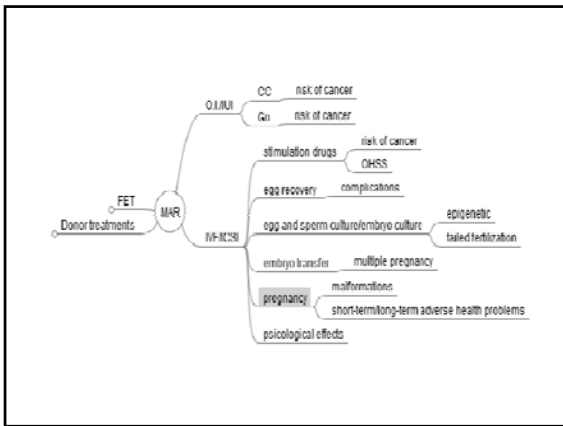 CC risk of cancer
O.I./IUI
Gn risk of cancer
risk of cancer
stimulation drugs
OHSS
egg recovery complications
FET
MAR
Donor treatments
epigenetic
egg and sperm culture/embryo culture
failed fertilization
IVF/ICSI
embryo transfer multiple pregnancy
malformations
pregnancy
short-term/long-term adverse health problems
psicological effects